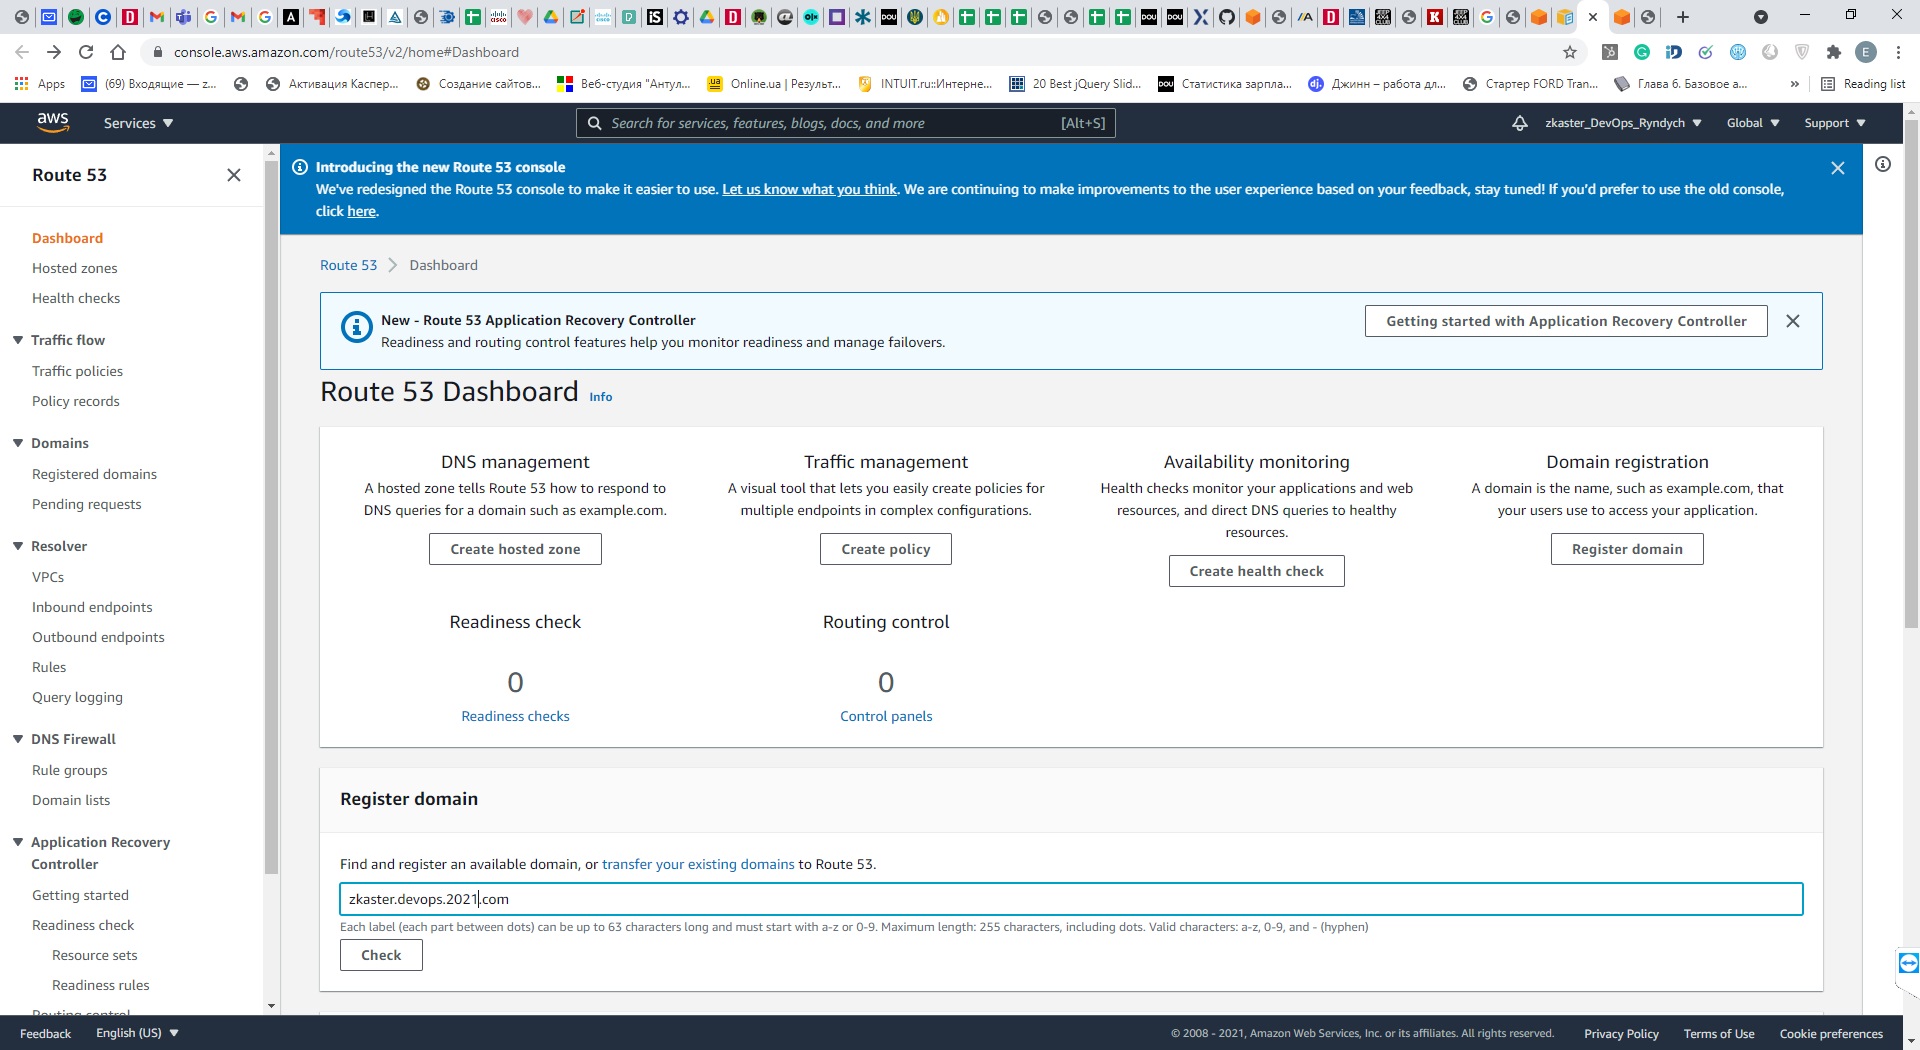 console.aws.amazon.com/route53/v2/home#Dashboard
E
Apps
(69) Входящие — z...
Активация Каспер...
Создание сайтов...
Веб-студия "Антул...
Online.ua | Результ...
INTUIT.ru::Интерне...
20 Best jQuery Slid...
Статистика зарпла...
Джинн – работа дл...
Стартер FORD Tran...
Глава 6. Базовое а...
»
Reading list
aws
Services
Search for services, features, blogs, docs, and more
[Alt+S]
zkaster_DevOps_Ryndych
Global
Support
Route 53
Dashboard
Hosted zones
Health checks
Traffic flow
Traffic policies
Policy records
Domains
Registered domains
Pending requests
Resolver
VPCs
Inbound endpoints
Outbound endpoints
Rules
Query logging
DNS Firewall
Rule groups
Domain lists
Application Recovery
Controller
Getting started
Readiness check
Resource sets
Readiness rules
Routing control
Introducing the new Route 53 console
We've redesigned the Route 53 console to make it easier to use. Let us know what you think. We are continuing to make improvements to the user experience based on your feedback, stay tuned! If you'd prefer to use the old console,
click here.
Route 53 > Dashboard
New - Route 53 Application Recovery Controller
Readiness and routing control features help you monitor readiness and manage failovers.
Getting started with Application Recovery Controller
Route 53 Dashboard Info
DNS management
A hosted zone tells Route 53 how to respond to
DNS queries for a domain such as example.com.
Create hosted zone
Traffic management
A visual tool that lets you easily create policies for
multiple endpoints in complex configurations.
Create policy
Availability monitoring
Health checks monitor your applications and web
resources, and direct DNS queries to healthy
resources.
Create health check
Domain registration
A domain is the name, such as example.com, that
your users use to access your application.
Register domain
Readiness check
0
Readiness checks
Routing control
0
Control panels
Register domain
Find and register an available domain, or transfer your existing domains to Route 53.
zkaster.devops.2021.com
Each label (each part between dots) can be up to 63 characters long and must start with a-z or 0-9. Maximum length: 255 characters, including dots. Valid characters: a-z, 0-9, and - (hyphen)
Check
Feedback
English (US)
© 2008 - 2021, Amazon Web Services, Inc. or its affiliates. All rights reserved.
Privacy Policy
Terms of Use
Cookie preferences